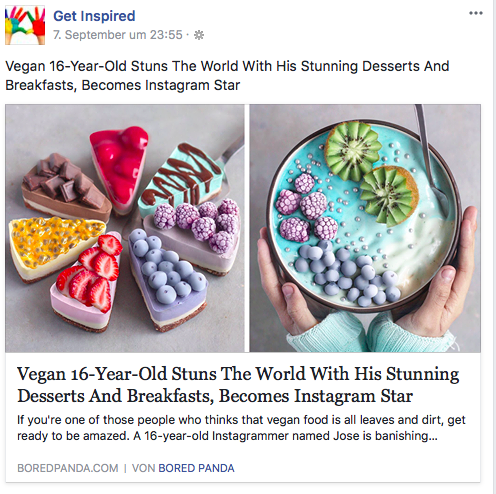 Get Inspired
7. September um 23:55 ·
Vegan 16-Year-Old Stuns The World With His Stunning Desserts And
Breakfasts, Becomes Instagram Star
Vegan 16-Year-Old Stuns The World With His Stunning
Desserts And Breakfasts, Becomes Instagram Star
If you're one of those people who thinks that vegan food is all leaves and dirt, get
ready to be amazed. A 16-year-old Instagrammer named Jose is banishing...
BOREDPANDA.COM | VON BORED PANDA